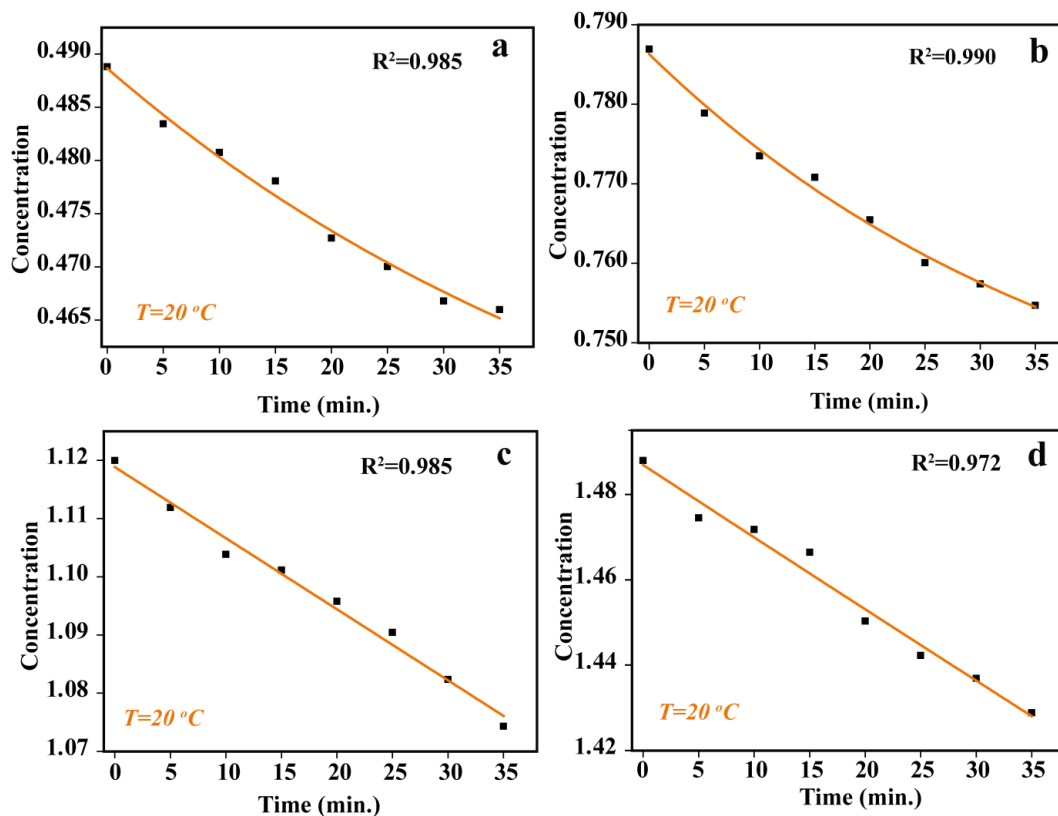 a
R²=0.985
0.490
0.485
0.480
0.475
0.470
0.465
Concentration
T=20 °C
0 5 10 15 20 25 30 35
Time (min.)
b
R²=0.990
0.790
0.780
0.770
0.760
0.750
Concentration
T=20 °C
0 5 10 15 20 25 30 35
Time (min.)
c
R²=0.985
1.12
1.11
1.10
1.09
1.08
1.07
Concentration
T=20 °C
0 5 10 15 20 25 30 35
Time (min.)
d
R²=0.972
1.48
1.46
1.44
1.42
Concentration
T=20 °C
0 5 10 15 20 25 30 35
Time (min.)